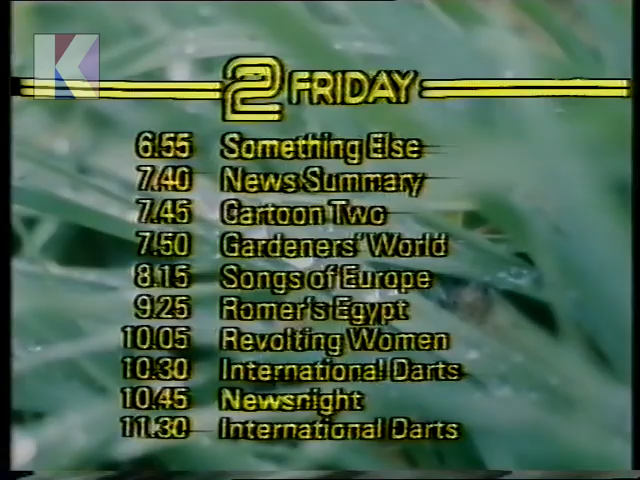 K
2 FRIDAY
6.55 Something Else
7.40 News Summary
7.45 Cartoon Two
7.50 Gardeners' World
8.15 Songs of Europe
9.25 Romer's Egypt
10.05 Revolting Women
10.30 International Darts
10.45 Newsnight
11.30 International Darts